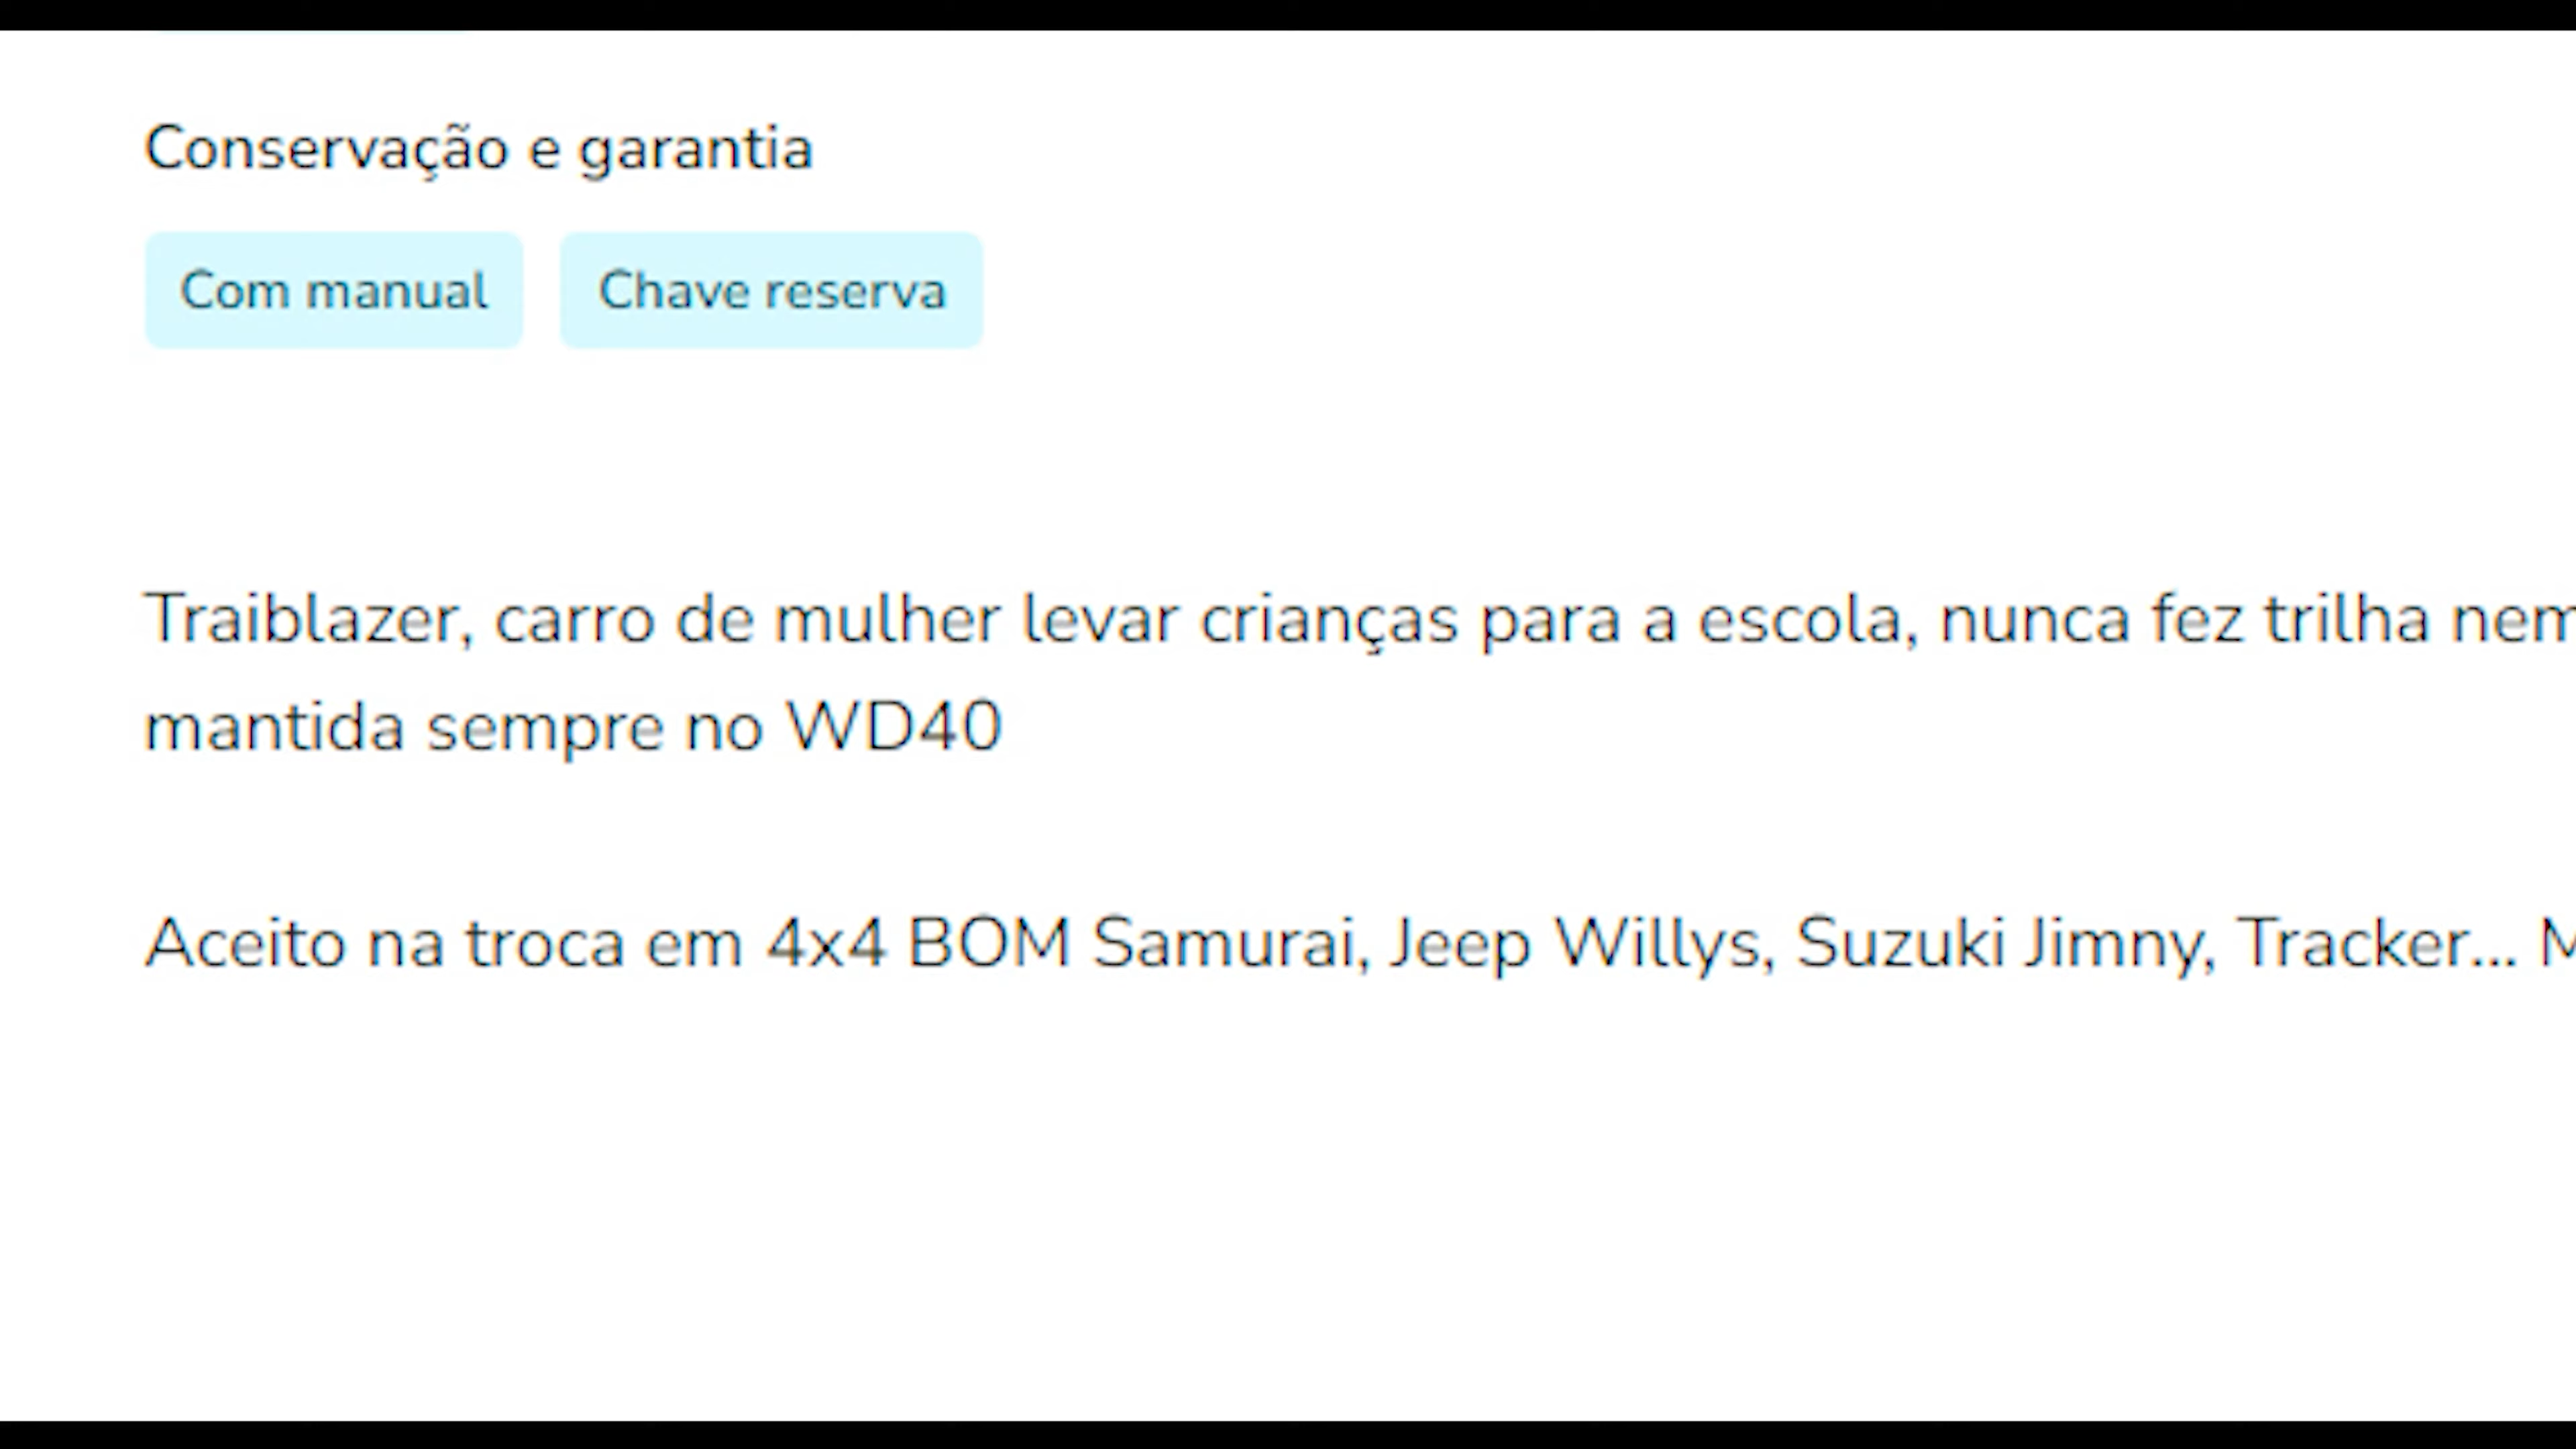 Conservação e garantia
Com manual Chave reserva
Traiblazer, carro de mulher levar crianças para a escola, nunca fez trilha nem
mantida sempre no WD40
Aceito na troca em 4x4 BOM Samurai, Jeep Willys, Suzuki Jimny, Tracker...